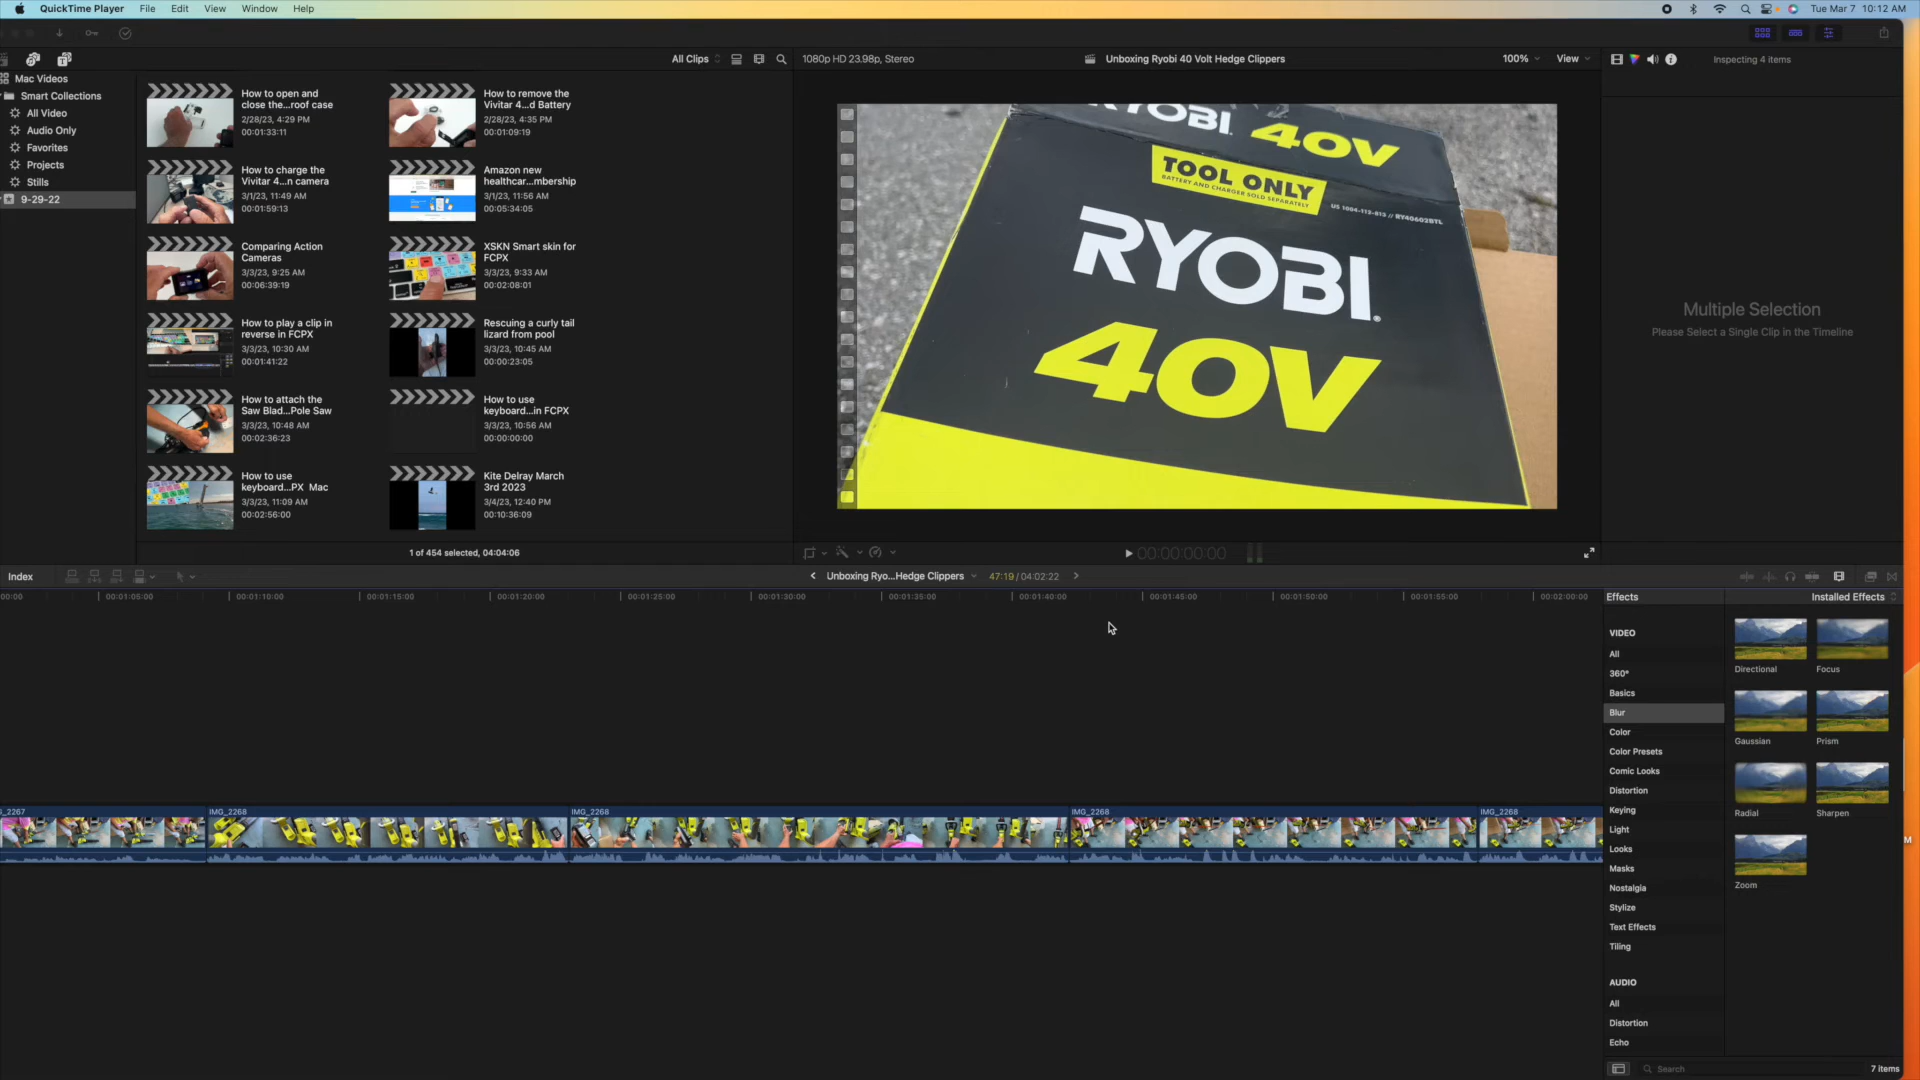 QuickTime Player File Edit View Window Help
Tue Mar 7 10:12 AM
All Clips
1080p HD 23.98p, Stereo
Unboxing Ryobi 40 Volt Hedge Clippers
100%
View
Inspecting 4 items
Mac Videos
Smart Collections
All Video
Audio Only
Favorites
Projects
Stills
9-29-22
How to open and
close the...roof case
2/28/23, 4:29 PM
00:01:33:11
How to remove the
Vivitar 4...d Battery
2/28/23, 4:35 PM
00:01:09:19
How to charge the
Vivitar 4...n camera
3/1/23, 11:49 AM
00:01:59:13
Amazon new
healthcar...mbership
3/1/23, 11:56 AM
00:05:34:05
Comparing Action
Cameras
3/3/23, 9:25 AM
00:06:39:19
XSKN Smart skin for
FCPX
3/3/23, 9:33 AM
00:02:08:01
How to play a clip in
reverse in FCPX
3/3/23, 10:30 AM
00:01:41:22
Rescuing a curly tail
lizard from pool
3/3/23, 10:45 AM
00:00:23:05
How to attach the
Saw Blad...Pole Saw
3/3/23, 10:48 AM
00:02:36:23
How to use
keyboard...in FCPX
3/3/23, 10:56 AM
00:00:00:00
How to use
keyboard...PX Mac
3/3/23, 11:09 AM
00:02:56:00
Kite Delray March
3rd 2023
3/4/23, 12:40 PM
00:10:36:09
1 of 454 selected, 04:04:06
RYOBI 40V
TOOL ONLY
BATTERY AND CHARGER SOLD SEPARATELY
RYOBI®
40V
00:00:00:00
Multiple Selection
Please Select a Single Clip in the Timeline
Index
Unboxing Ryo...Hedge Clippers
47:19 / 04:02:22
00:00 00:01:05:00 00:01:10:00 00:01:15:00 00:01:20:00 00:01:25:00 00:01:30:00 00:01:35:00 00:01:40:00 00:01:45:00 00:01:50:00 00:01:55:00 00:02:00:00
_2267 IMG_2268 IMG_2268 IMG_2268 IMG_2268
Effects
Installed Effects
VIDEO
All
360°
Basics
Blur
Color
Color Presets
Comic Looks
Distortion
Keying
Light
Looks
Masks
Nostalgia
Stylize
Text Effects
Tiling
AUDIO
All
Distortion
Echo
Directional
Focus
Gaussian
Prism
Radial
Sharpen
Zoom
Search
7 items
M